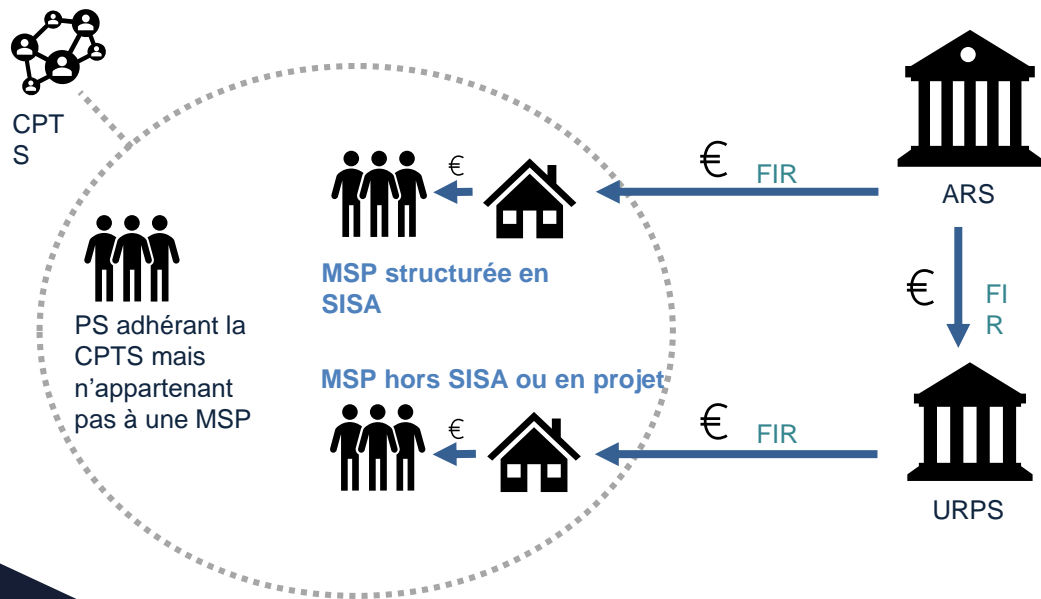 CPT
S
€ FIR
ARS
€
MSP structurée en
SISA
€ FI
R
PS adhérant la
CPTS mais
n'appartenant
pas à une MSP
MSP hors SISA ou en projet
€
€ FIR
URPS